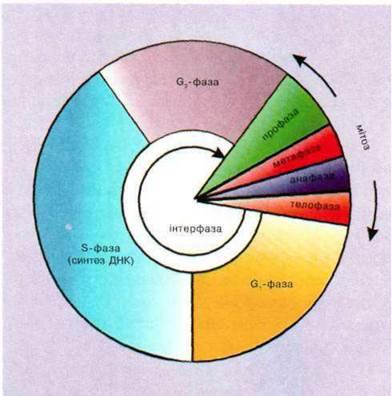 G₂-фаза
профаза
метафаза
анафаза
телофаза
мітоз
інтерфаза
S-фаза
(синтез ДНК)
G₁-фаза